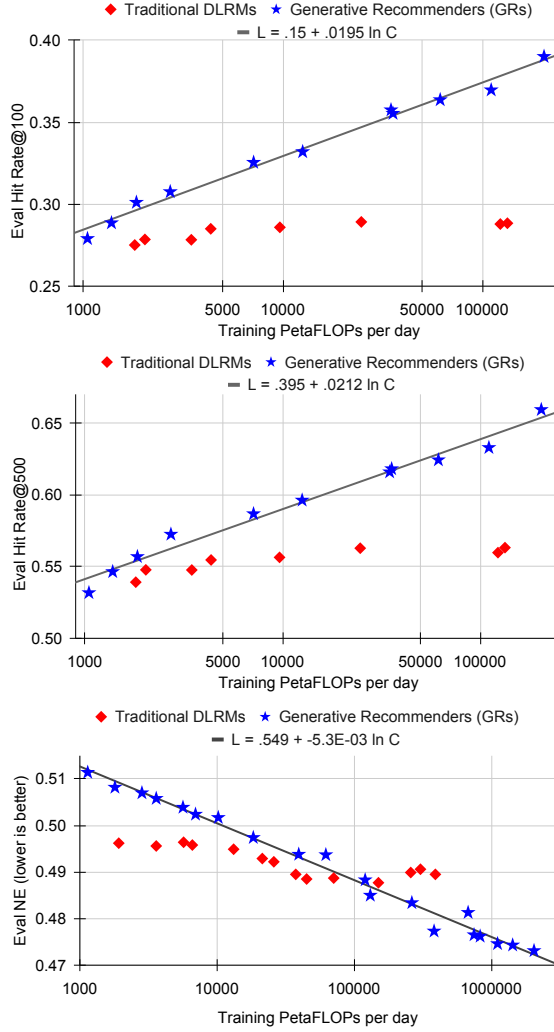 Traditional DLRMs Generative Recommenders (GRs)
L = .15 + .0195 ln C
Eval Hit Rate@100
0.40
0.35
0.30
0.25
1000 5000 10000 50000 100000
Training PetaFLOPs per day
Traditional DLRMs Generative Recommenders (GRs)
L = .395 + .0212 ln C
Eval Hit Rate@500
0.65
0.60
0.55
0.50
1000 5000 10000 50000 100000
Training PetaFLOPs per day
Traditional DLRMs Generative Recommenders (GRs)
L = .549 + -5.3E-03 ln C
Eval NE (lower is better)
0.51
0.50
0.49
0.48
0.47
1000 10000 100000 1000000
Training PetaFLOPs per day